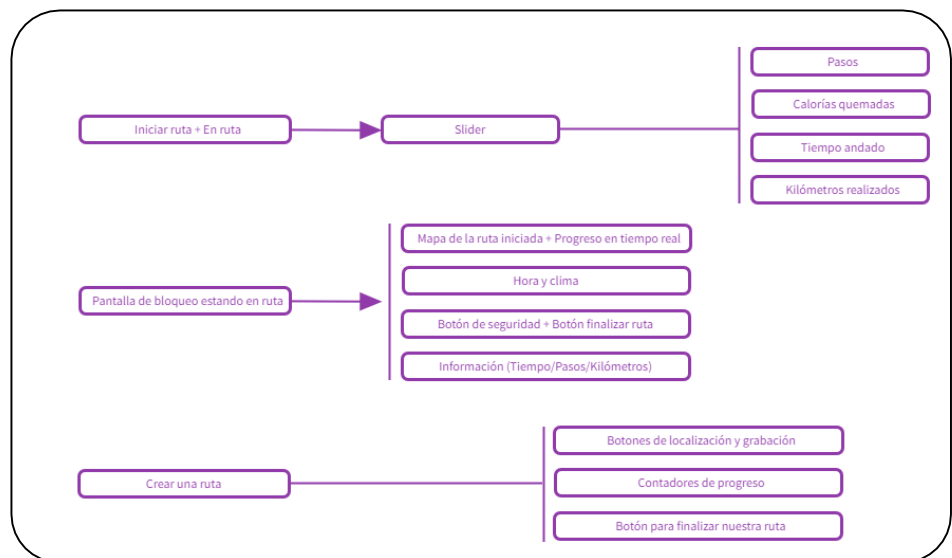 Iniciar ruta + En ruta
Slider
Pasos
Calorías quemadas
Tiempo andado
Kilómetros realizados
Pantalla de bloqueo estando en ruta
Mapa de la ruta iniciada + Progreso en tiempo real
Hora y clima
Botón de seguridad + Botón finalizar ruta
Información (Tiempo/Pasos/Kilómetros)
Crear una ruta
Botones de localización y grabación
Contadores de progreso
Botón para finalizar nuestra ruta